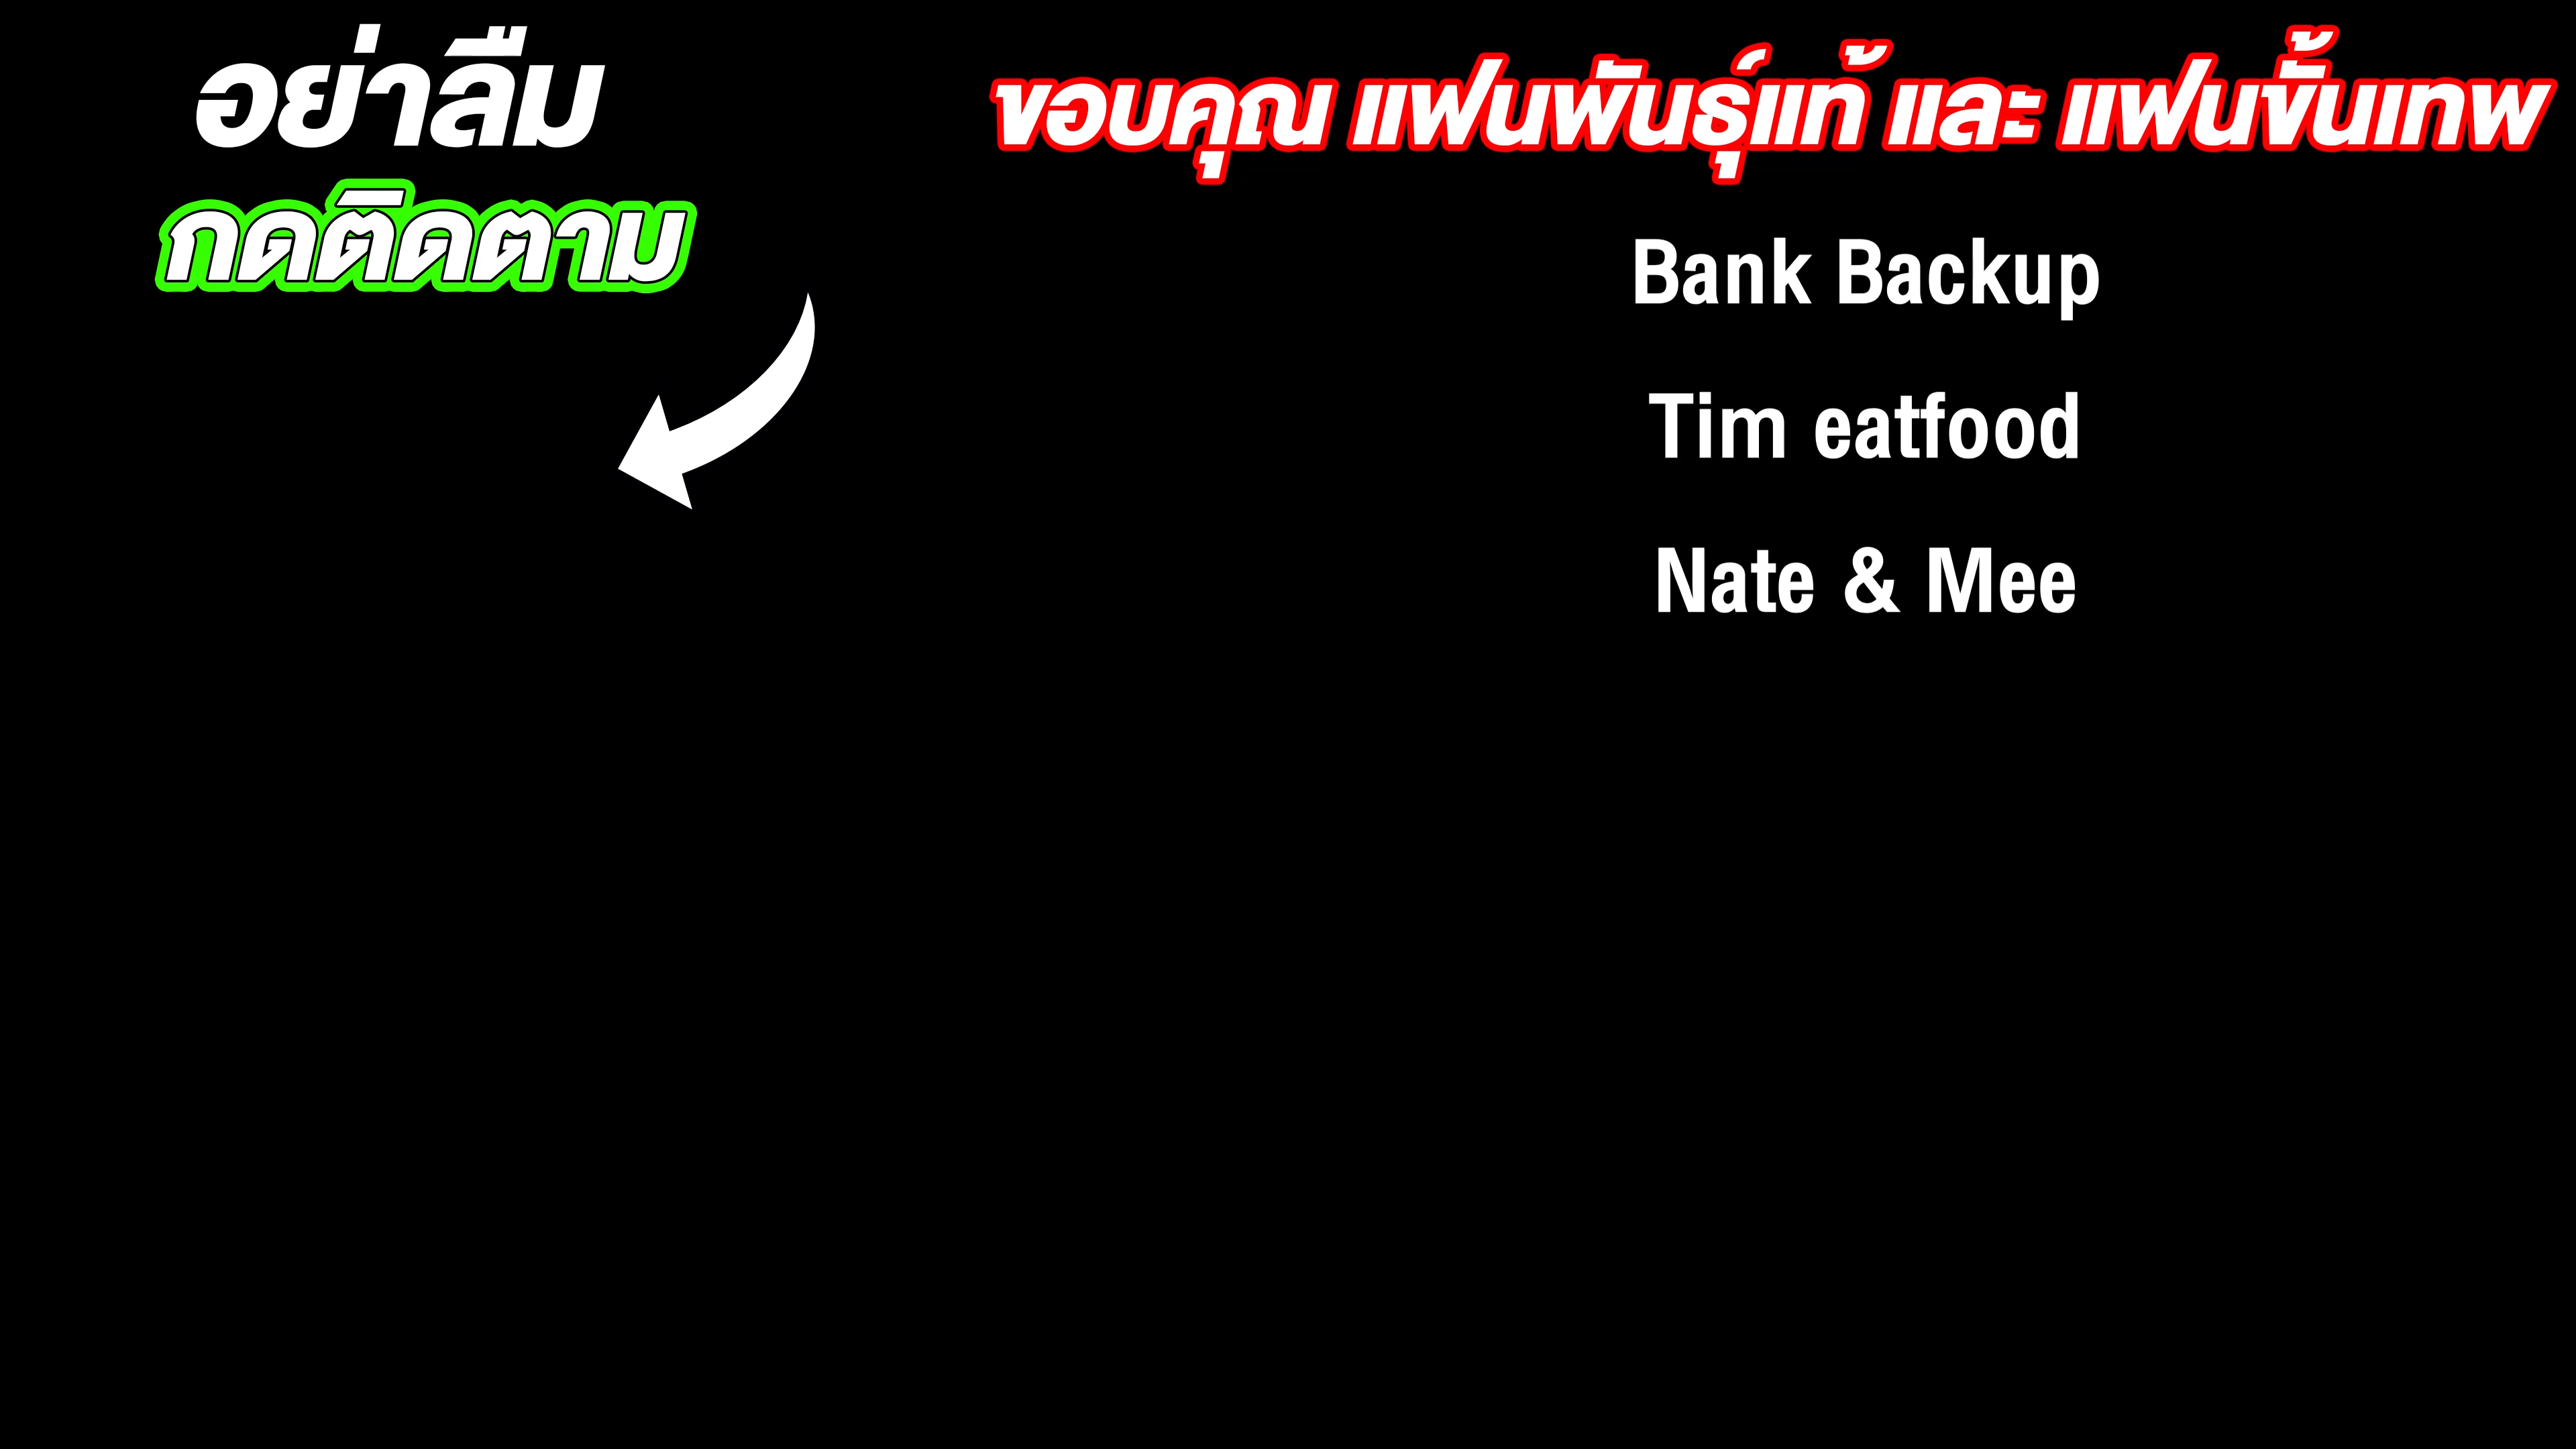 อย่าลืม
กดติดตาม
ขอบคุณ แฟนพันธุ์แท้ และ แฟนขั้นเทพ
Bank Backup
Tim eatfood
Nate & Mee